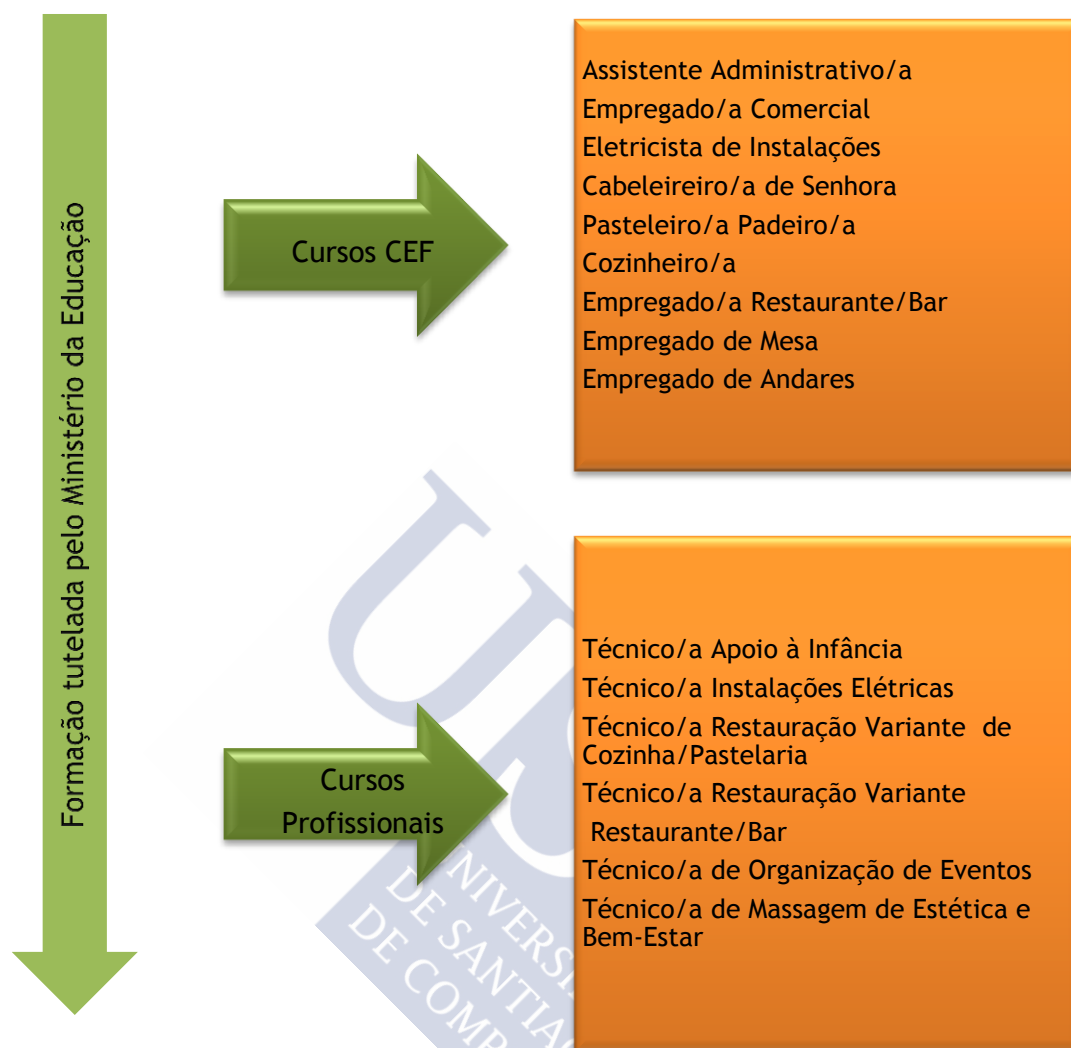 Formação tutelada pelo Ministério da Educação
Cursos CEF
Assistente Administrativo/a
Empregado/a Comercial
Eletricista de Instalações
Cabeleireiro/a de Senhora
Pasteleiro/a Padeiro/a
Cozinheiro/a
Empregado/a Restaurante/Bar
Empregado de Mesa
Empregado de Andares
Cursos
Profissionais
Técnico/a Apoio à Infância
Técnico/a Instalações Elétricas
Técnico/a Restauração Variante de
Cozinha/Pastelaria
Técnico/a Restauração Variante
Restaurante/Bar
Técnico/a de Organização de Eventos
Técnico/a de Massagem de Estética e
Bem-Estar
DE